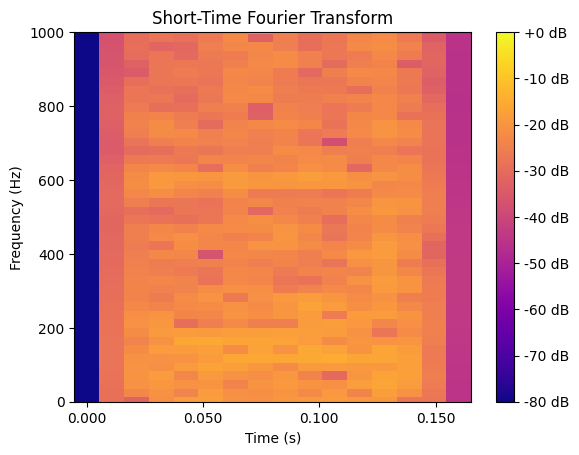 Short-Time Fourier Transform
1000
800
600
400
200
0
Frequency (Hz)
0.000
0.050
0.100
0.150
Time (s)
+0 dB
-10 dB
-20 dB
-30 dB
-40 dB
-50 dB
-60 dB
-70 dB
-80 dB